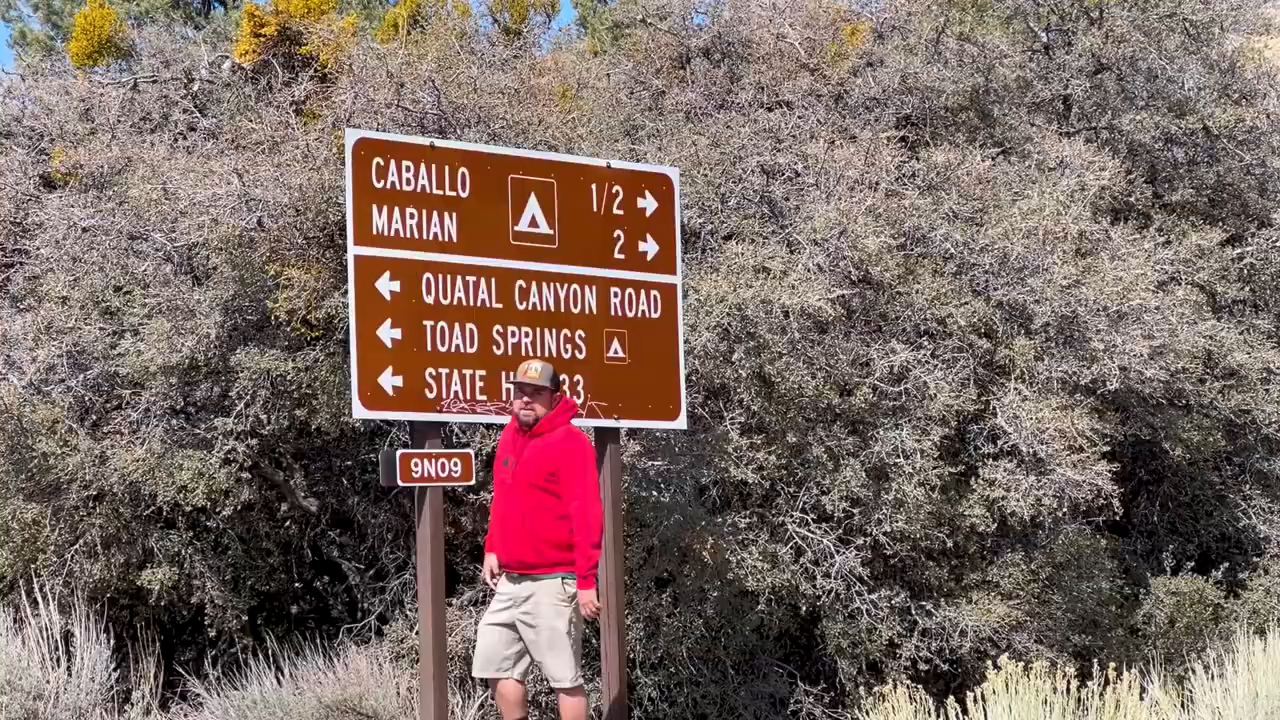 CABALLO 1/2
MARIAN 2
QUATAL CANYON ROAD
TOAD SPRINGS
STATE H 33
9N09